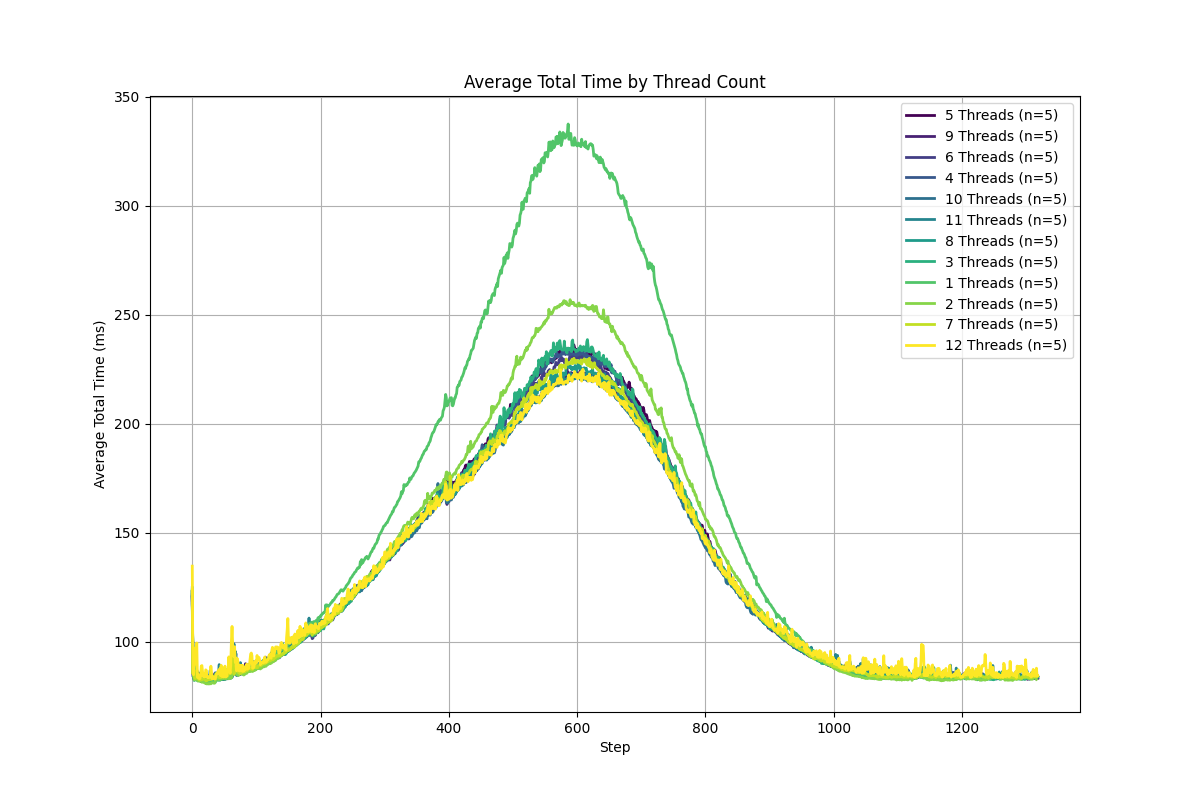 Average Total Time by Thread Count
350
300
250
200
150
100
Average Total Time (ms)
5 Threads (n=5)
9 Threads (n=5)
6 Threads (n=5)
4 Threads (n=5)
10 Threads (n=5)
11 Threads (n=5)
8 Threads (n=5)
3 Threads (n=5)
1 Threads (n=5)
2 Threads (n=5)
7 Threads (n=5)
12 Threads (n=5)
0
200
400
600
800
1000
1200
Step